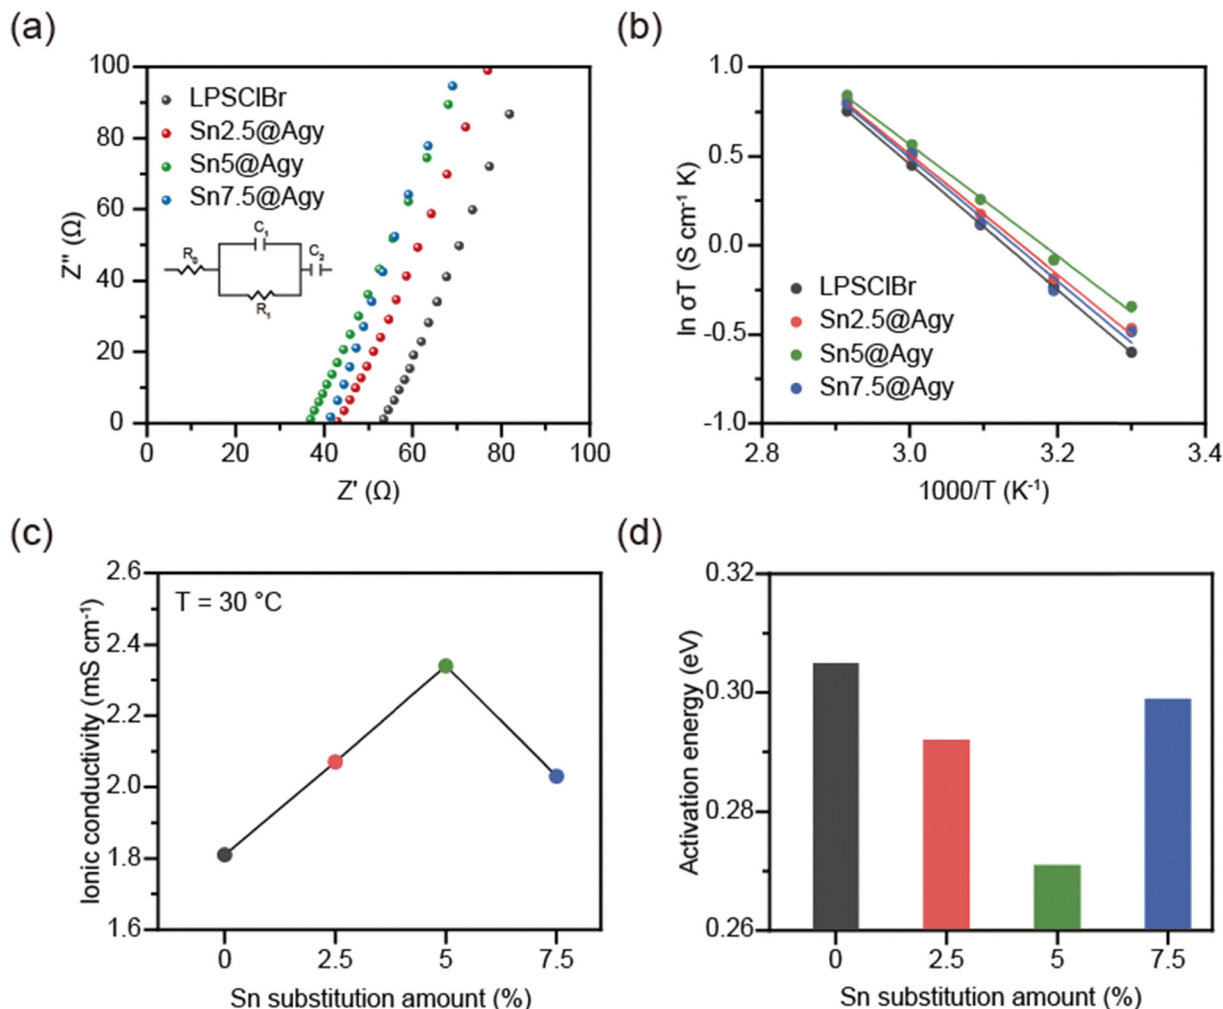 (a)
100
80
60
40
20
0
Z'' (Ω)
LPSClBr
Sn2.5@Agy
Sn5@Agy
Sn7.5@Agy
R₀
C₁
C₂
R₁
0 20 40 60 80 100
Z' (Ω)
(b)
1.0
0.5
0.0
-0.5
-1.0
ln σT (S cm⁻¹ K)
LPSClBr
Sn2.5@Agy
Sn5@Agy
Sn7.5@Agy
2.8 3.0 3.2 3.4
1000/T (K⁻¹)
(c)
2.6
2.4
2.2
2.0
1.8
1.6
Ionic conductivity (mS cm⁻¹)
T = 30 °C
0 2.5 5 7.5
Sn substitution amount (%)
(d)
0.32
0.30
0.28
0.26
Activation energy (eV)
0 2.5 5 7.5
Sn substitution amount (%)